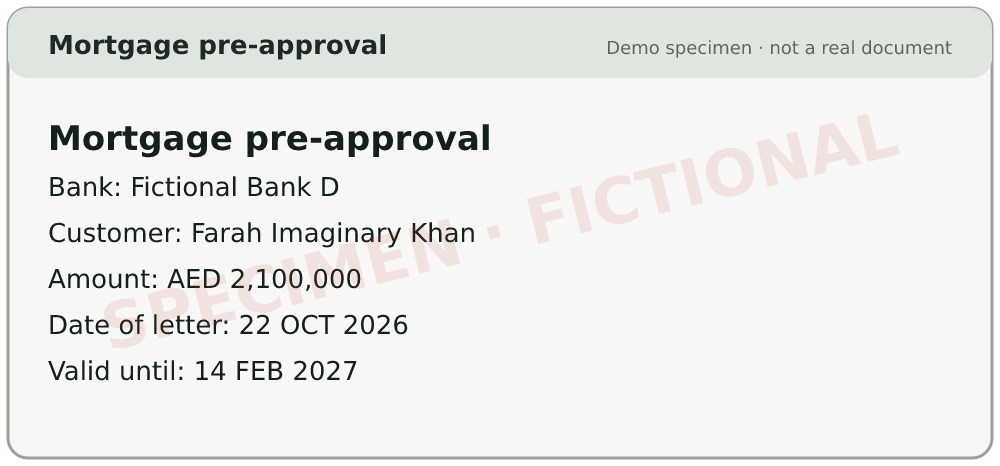 Mortgage pre-approval
Demo specimen · not a real document
Mortgage pre-approval
Bank: Fictional Bank D
Customer: Farah Imaginary Khan
Amount: AED 2,100,000
Date of letter: 22 OCT 2026
Valid until: 14 FEB 2027
SPECIMEN · FICTIONAL